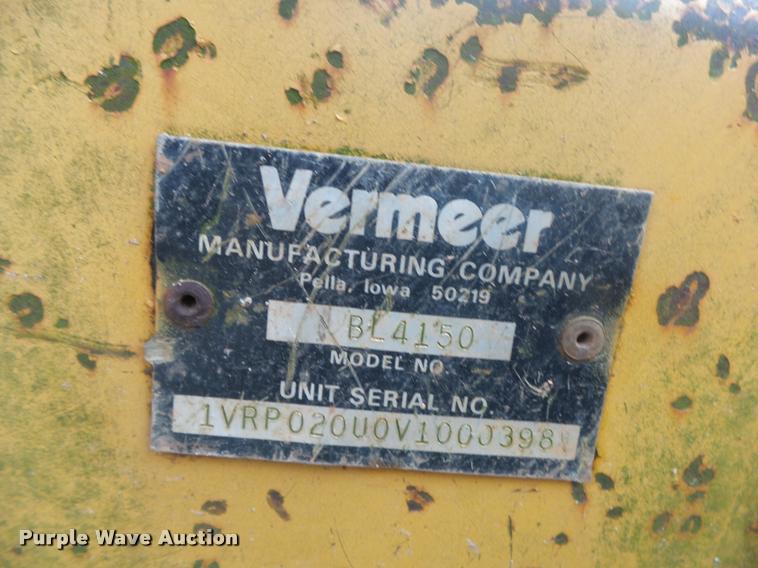 Vermeer
MANUFACTURING COMPANY
Pella, Iowa 50219
BL4150
MODEL NO.
UNIT SERIAL NO.
1VRP020U0V1000398
Purple Wave Auction